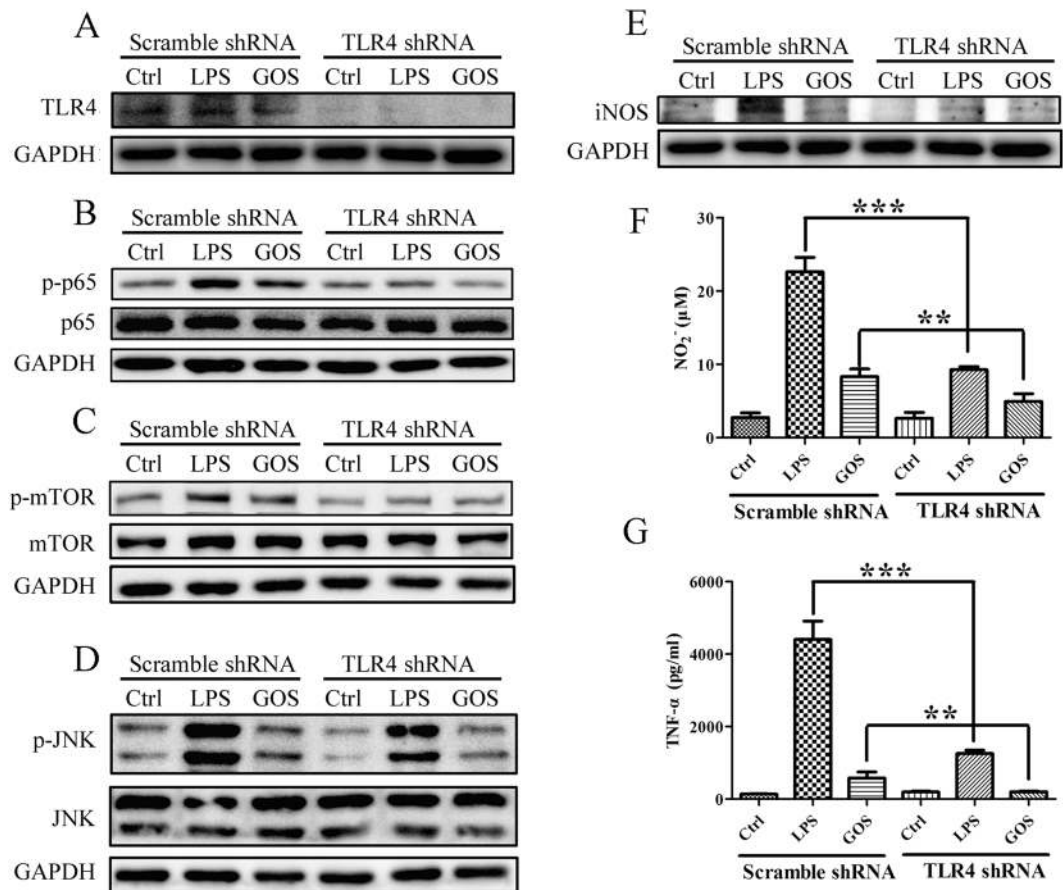 A
Scramble shRNA TLR4 shRNA
Ctrl LPS GOS Ctrl LPS GOS
TLR4
GAPDH
B
Scramble shRNA TLR4 shRNA
Ctrl LPS GOS Ctrl LPS GOS
p-p65
p65
GAPDH
C
Scramble shRNA TLR4 shRNA
Ctrl LPS GOS Ctrl LPS GOS
p-mTOR
mTOR
GAPDH
D
Scramble shRNA TLR4 shRNA
Ctrl LPS GOS Ctrl LPS GOS
p-JNK
JNK
GAPDH
E
Scramble shRNA TLR4 shRNA
Ctrl LPS GOS Ctrl LPS GOS
iNOS
GAPDH
F
NO₂⁻ (μM)
30
20
10
0
***
**
Ctrl LPS GOS Ctrl LPS GOS
Scramble shRNA TLR4 shRNA
G
TNF-α (pg/ml)
6000
4000
2000
0
***
**
Ctrl LPS GOS Ctrl LPS GOS
Scramble shRNA TLR4 shRNA